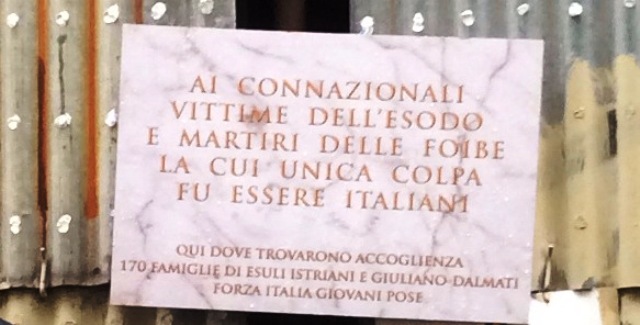 AI CONNAZIONALI
VITTIME DELL'ESODO
E MARTIRI DELLE FOIBE
LA CUI UNICA COLPA
FU ESSERE ITALIANI
QUI DOVE TROVARONO ACCOGLIENZA
170 FAMIGLIE DI ESULI ISTRIANI E GIULIANO-DALMATI
FORZA ITALIA GIOVANI POSE